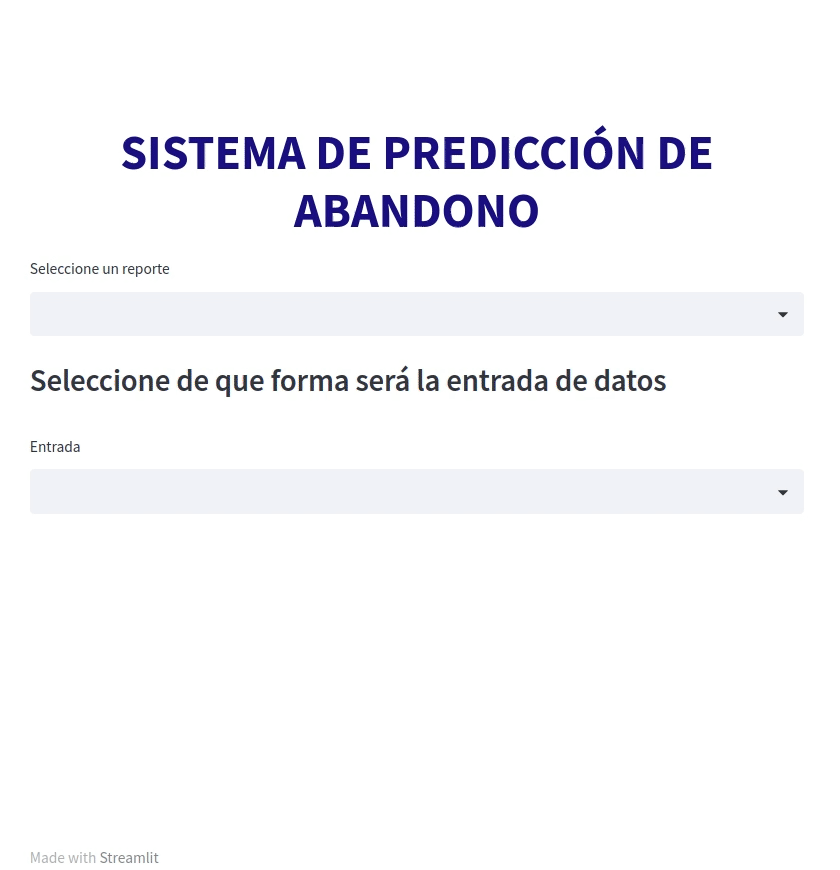 SISTEMA DE PREDICCIÓN DE
ABANDONO
Seleccione un reporte
Seleccione de que forma será la entrada de datos
Entrada
Made with Streamlit